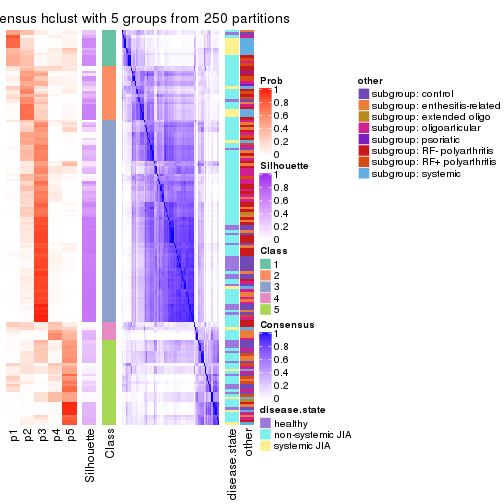 ensus hclust with 5 groups from 250 partitions
Prob
1
0.8
0.6
0.4
0.2
0
Silhouette
1
0.8
0.6
0.4
0.2
0
Class
1
2
3
4
5
Consensus
1
0.8
0.6
0.4
0.2
0
disease.state
healthy
non-systemic JIA
systemic JIA
other
subgroup: control
subgroup: enthesitis-related
subgroup: extended oligo
subgroup: oligoarticular
subgroup: psoriatic
subgroup: RF- polyarthritis
subgroup: RF+ polyarthritis
subgroup: systemic
p1
p2
p3
p4
p5
Silhouette
Class
disease.state
other